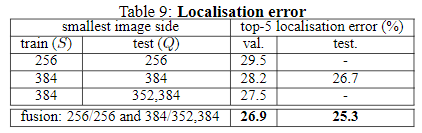 Table 9: Localisation error
smallest image side top-5 localisation error (%)
train (S) test (Q) val. test.
256 256 29.5 -
384 384 28.2 26.7
384 352,384 27.5 -
fusion: 256/256 and 384/352,384 26.9 25.3